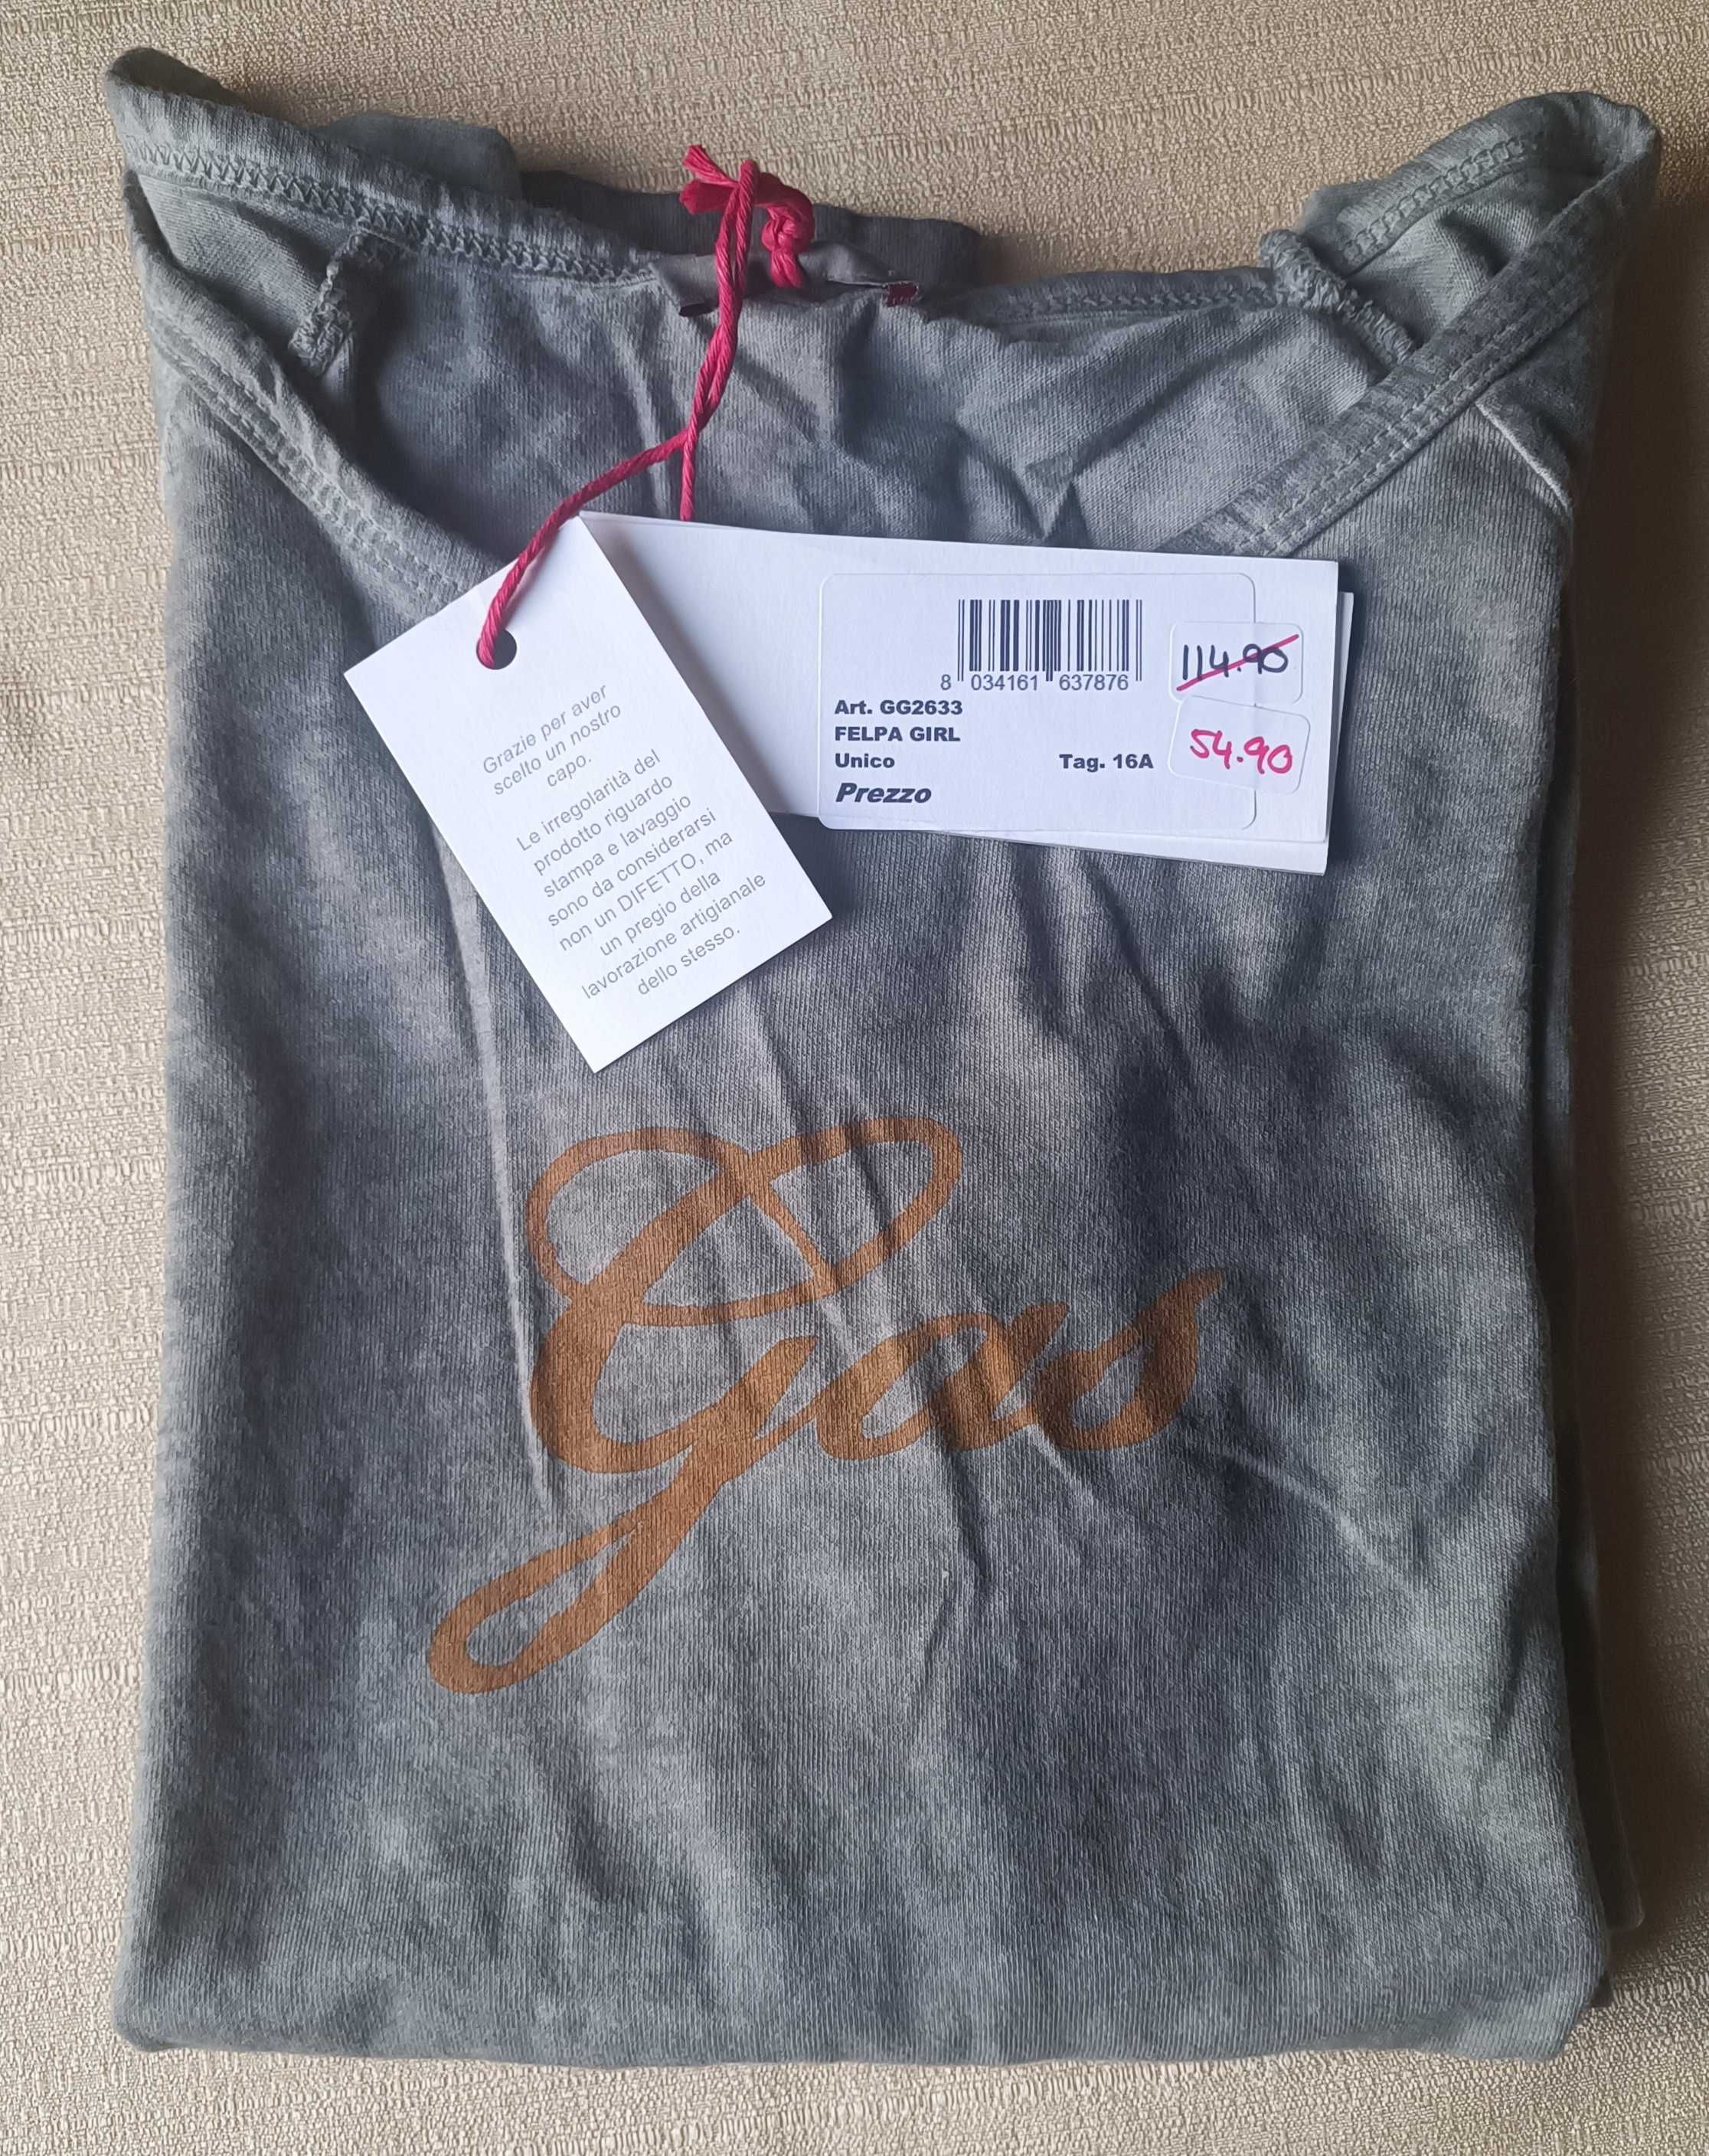 Grazie per aver
scelto un nostro
capo.
Le irregolarità del
prodotto riguardo
stampa e lavaggio
sono da considerarsi
non un DIFETTO, ma
un pregio della
lavorazione artigianale
dello stesso.
8 034161 637876
Art. GG2633
FELPA GIRL
Unico Tag. 16A
Prezzo
114.90
54.90
Gas